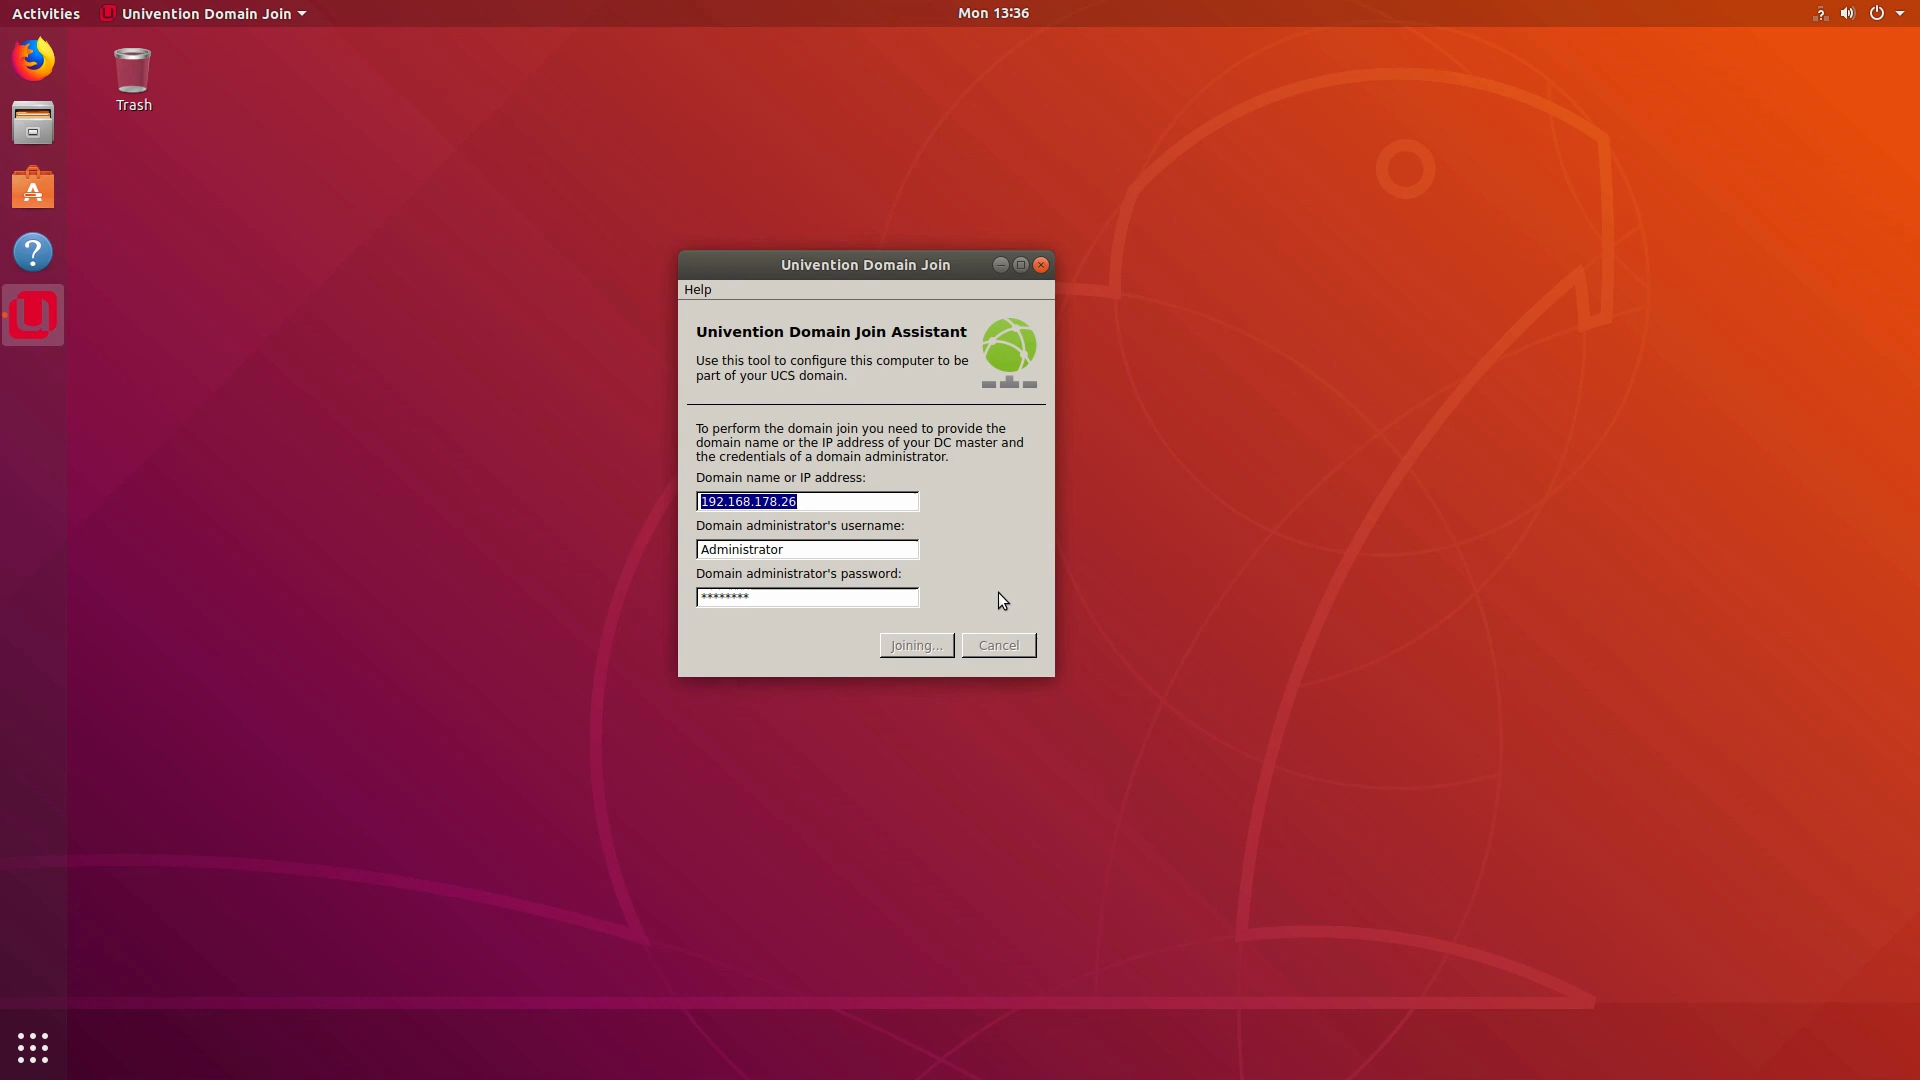 Activities Univention Domain Join Mon 13:36
Trash
Univention Domain Join
Help
Univention Domain Join Assistant
Use this tool to configure this computer to be
part of your UCS domain.
To perform the domain join you need to provide the
domain name or the IP address of your DC master and
the credentials of a domain administrator.
Domain name or IP address:
192.168.178.26
Domain administrator's username:
Administrator
Domain administrator's password:
********
Joining... Cancel